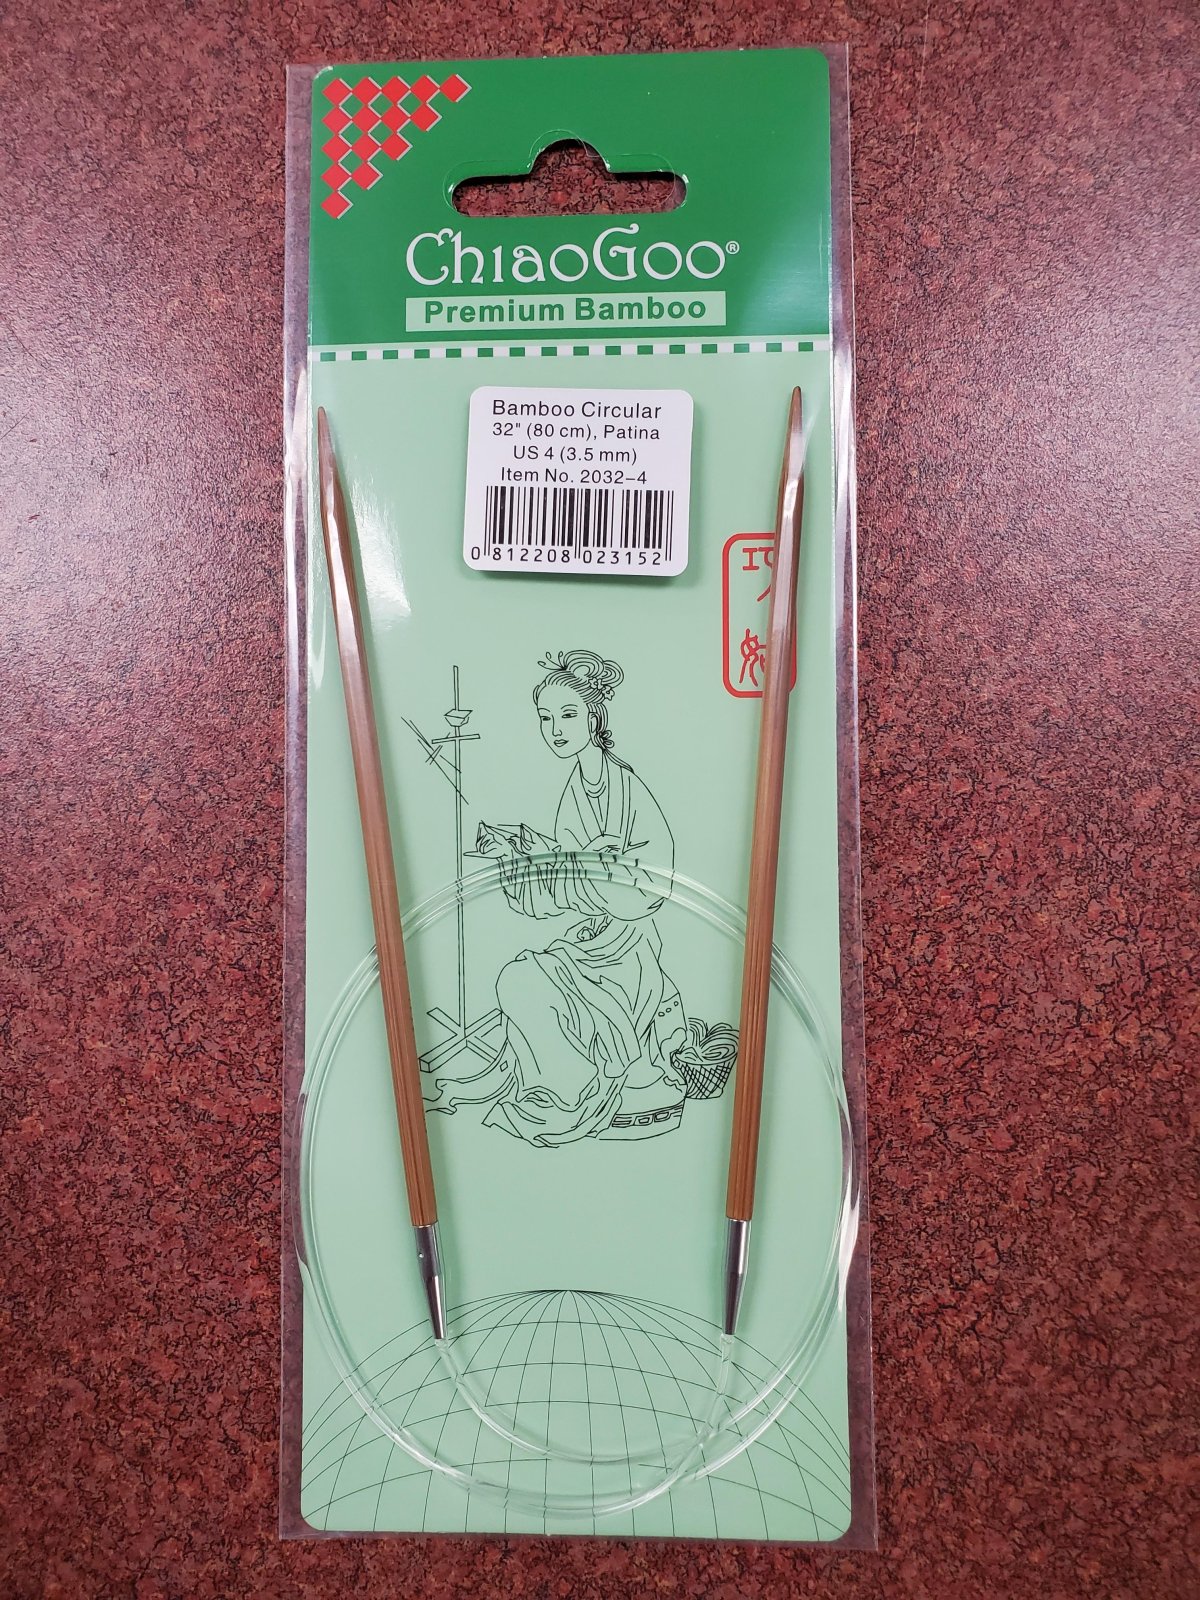 ChiaoGoo®
Premium Bamboo
Bamboo Circular
32" (80 cm), Patina
US 4 (3.5 mm)
Item No. 2032-4
0 812208 023152